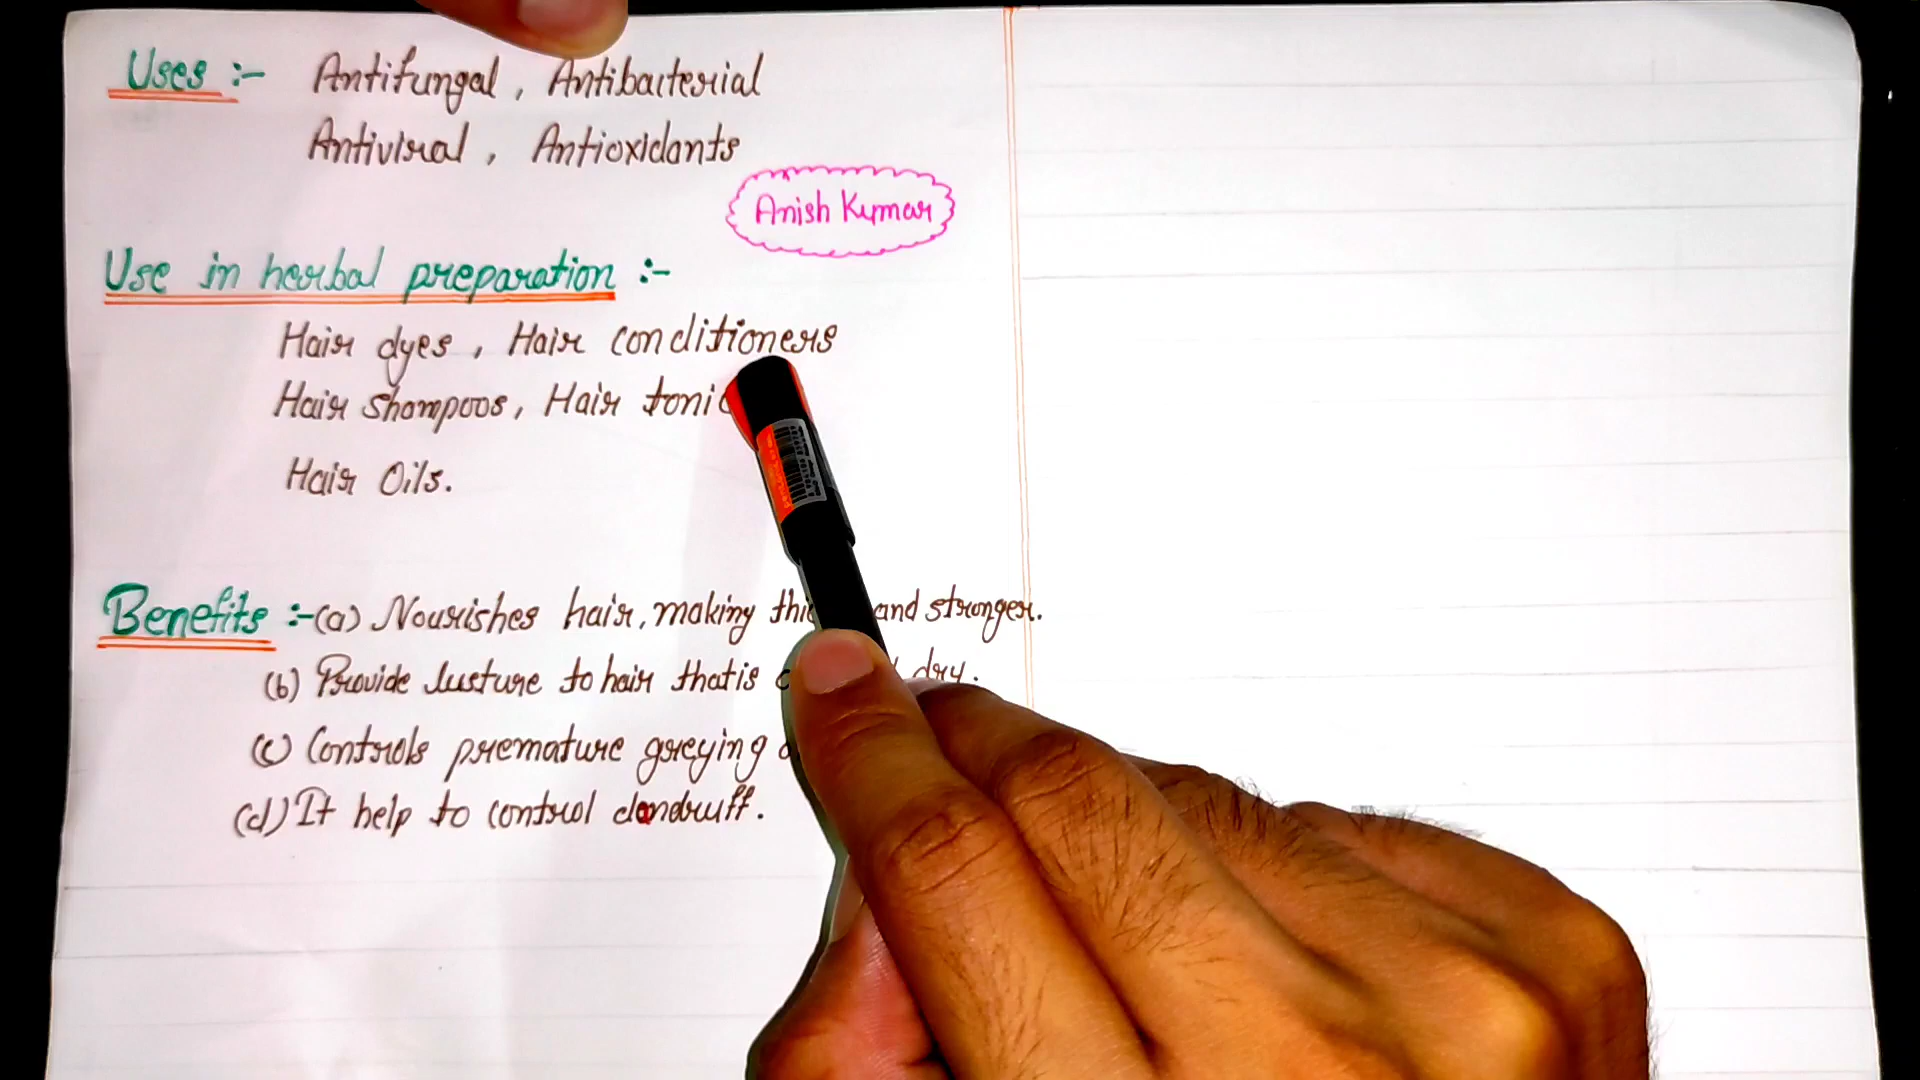 Uses :- Antifungal, Antibacterial
Antiviral, Antioxidants
Anish Kumar
Use in herbal preparation :-
Hair dyes, Hair conditioners
Hair Shampoos, Hair
Hair Oils.
Benefits :- (a) Nourishes hair, making and stronger.
(b) Provide lusture to hair that is dry.
(c) Controls premature greying
(d) It help to control dandruff.